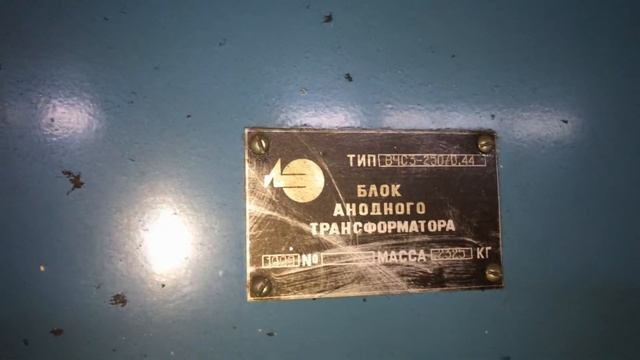 ТИП ВЧС3-250/0,44
БЛОК
АНОДНОГО
ТРАНСФОРМАТОРА
№ МАССА 2325 КГ